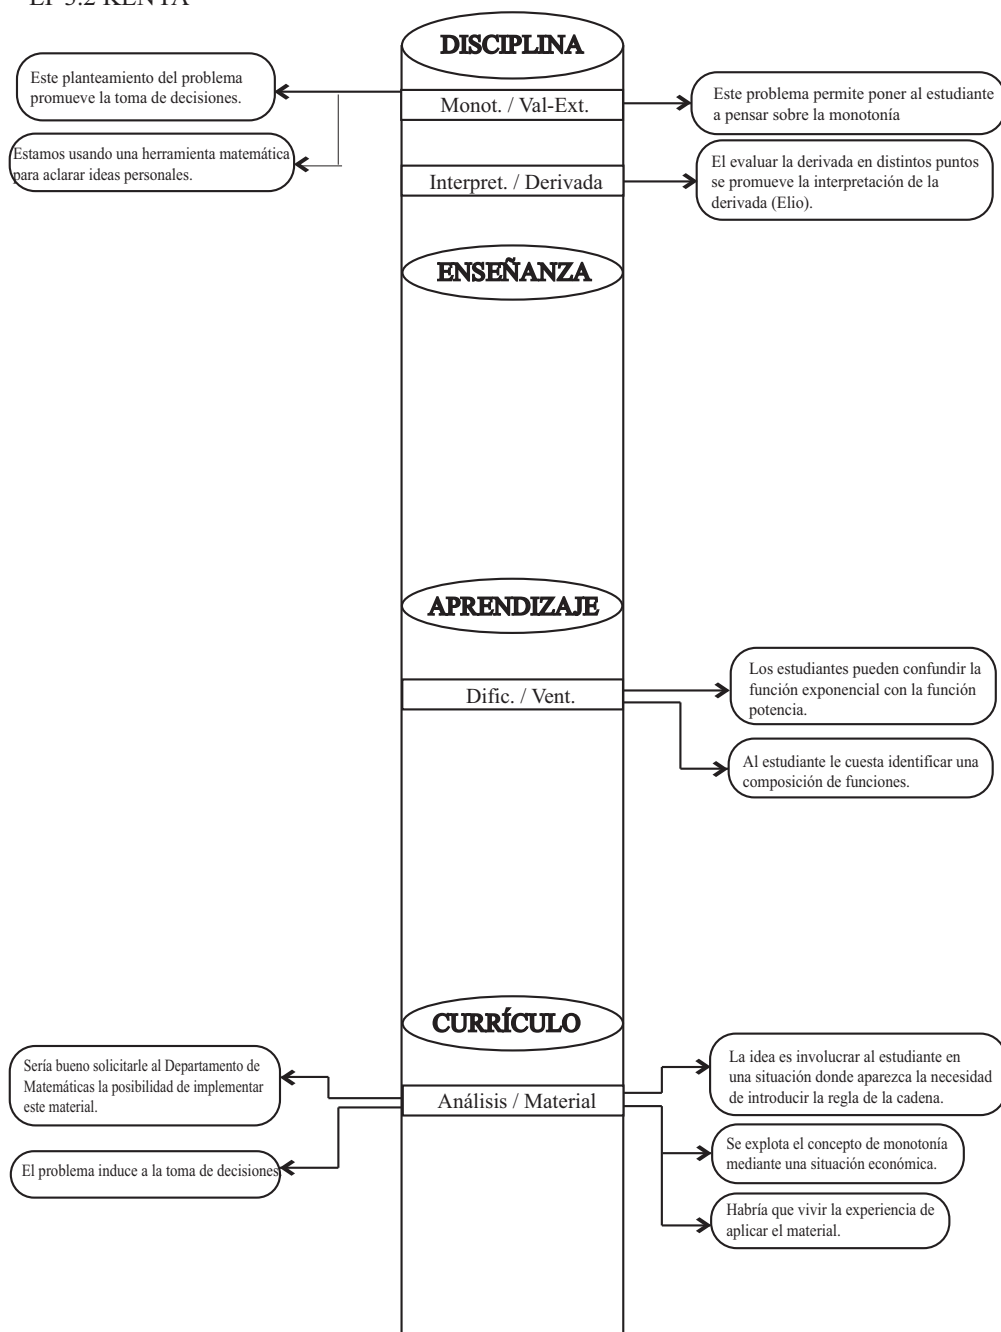 EP 3.2 KENYA
DISCIPLINA
Este planteamiento del problema
promueve la toma de decisiones.
Monot. / Val-Ext.
Este problema permite poner al estudiante
a pensar sobre la monotonía
Estamos usando una herramienta matemática
para aclarar ideas personales.
Interpret. / Derivada
El evaluar la derivada en distintos puntos
se promueve la interpretación de la
derivada (Elio).
ENSEÑANZA
APRENDIZAJE
Dific. / Vent.
Los estudiantes pueden confundir la
función exponencial con la función
potencia.
Al estudiante le cuesta identificar una
composición de funciones.
CURRÍCULO
Sería bueno solicitarle al Departamento de
Matemáticas la posibilidad de implementar
este material.
Análisis / Material
La idea es involucrar al estudiante en
una situación donde aparezca la necesidad
de introducir la regla de la cadena.
El problema induce a la toma de decisiones
Se explota el concepto de monotonía
mediante una situación económica.
Habría que vivir la experiencia de
aplicar el material.